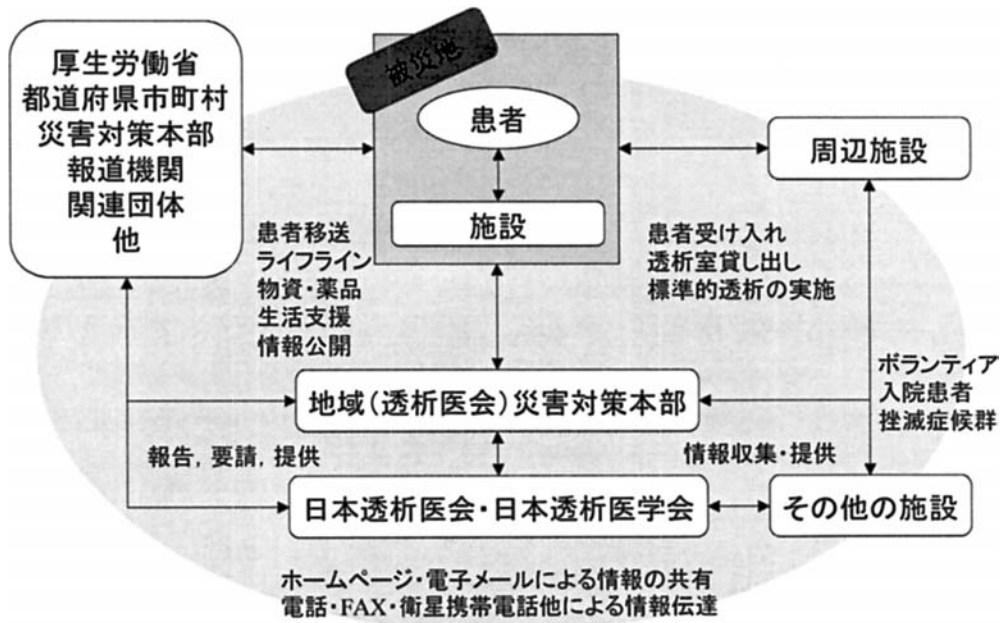 厚生労働省
都道府県市町村
災害対策本部
報道機関
関連団体
他
被災地
患者
施設
周辺施設
患者移送
ライフライン
物資・薬品
生活支援
情報公開
患者受け入れ
透析室貸し出し
標準的透析の実施
ボランティア
入院患者
挫滅症候群
地域(透析医会)災害対策本部
報告, 要請, 提供
情報収集・提供
日本透析医会・日本透析医学会
その他の施設
ホームページ・電子メールによる情報の共有
電話・FAX・衛星携帯電話他による情報伝達